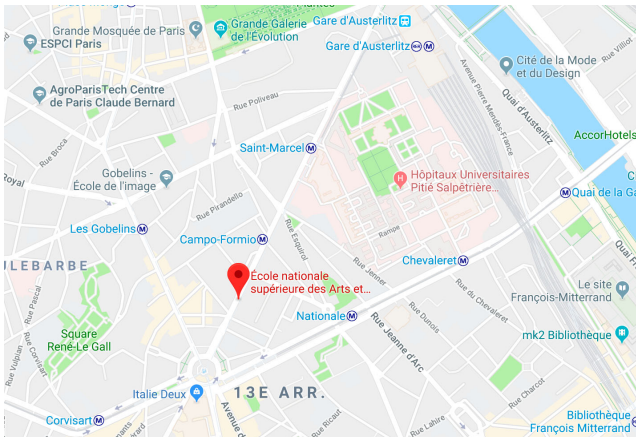 Plantes
Grande Mosquée de Paris
Grande Galerie
de l'Évolution
Gare d'Austerlitz
Gare d'Austerlitz
ESPCI Paris
Rue Villiot
Cité de la Mode
et du Design
Avenue Pierre Mendès-France
Quai d'Austerlitz
AgroParisTech Centre
de Paris Claude Bernard
Rue Poliveau
AccorHotels
Rue Broca
Saint-Marcel
Gobelins -
École de l'image
Royal
Hôpitaux Universitaires
Pitié Salpêtrière...
Quai de la Ga
Rue Pirandello
Les Gobelins
Campo-Formio
Rue Esquirol
Rampe
ULEBARBE
Rue Jenner
Chevaleret
École nationale
supérieure des Arts et...
Rue Pascal
Rue du Chevaleret
Le site
François-Mitterrand
Nationale
Rue Dunois
Rue Jeanne d'Arc
Square
René-Le Gall
Rue Vulpian
Rue Corvisart
mk2 Bibliothèque
Italie Deux
13E ARR.
Rue Charcot
Corvisart
Avenue d'
Rue Ricaut
Rue Lahire
Bibliothèque
François Mitterrand